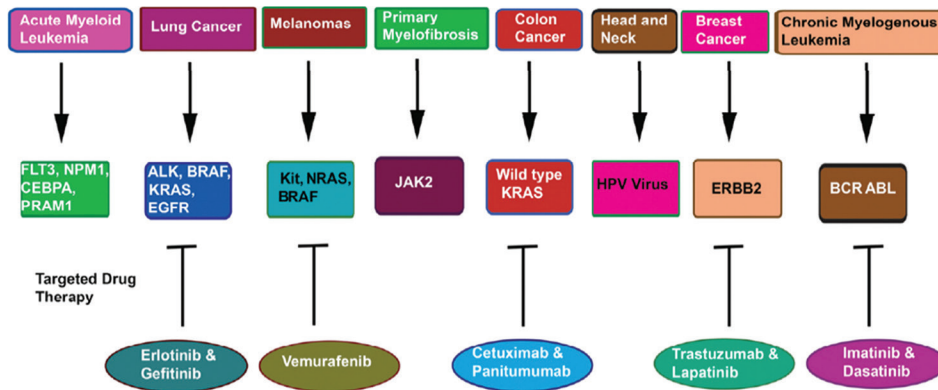 Acute Myeloid
Leukemia
Lung Cancer
Melanomas
Primary
Myelofibrosis
Colon
Cancer
Head and
Neck
Breast
Cancer
Chronic Myelogenous
Leukemia
FLT3, NPM1,
CEBPA,
PRAM1
ALK, BRAF,
KRAS,
EGFR
Kit, NRAS,
BRAF
JAK2
Wild type
KRAS
HPV Virus
ERBB2
BCR ABL
Targeted Drug
Therapy
Erlotinib &
Gefitinib
Vemurafenib
Cetuximab &
Panitumumab
Trastuzumab &
Lapatinib
Imatinib &
Dasatinib